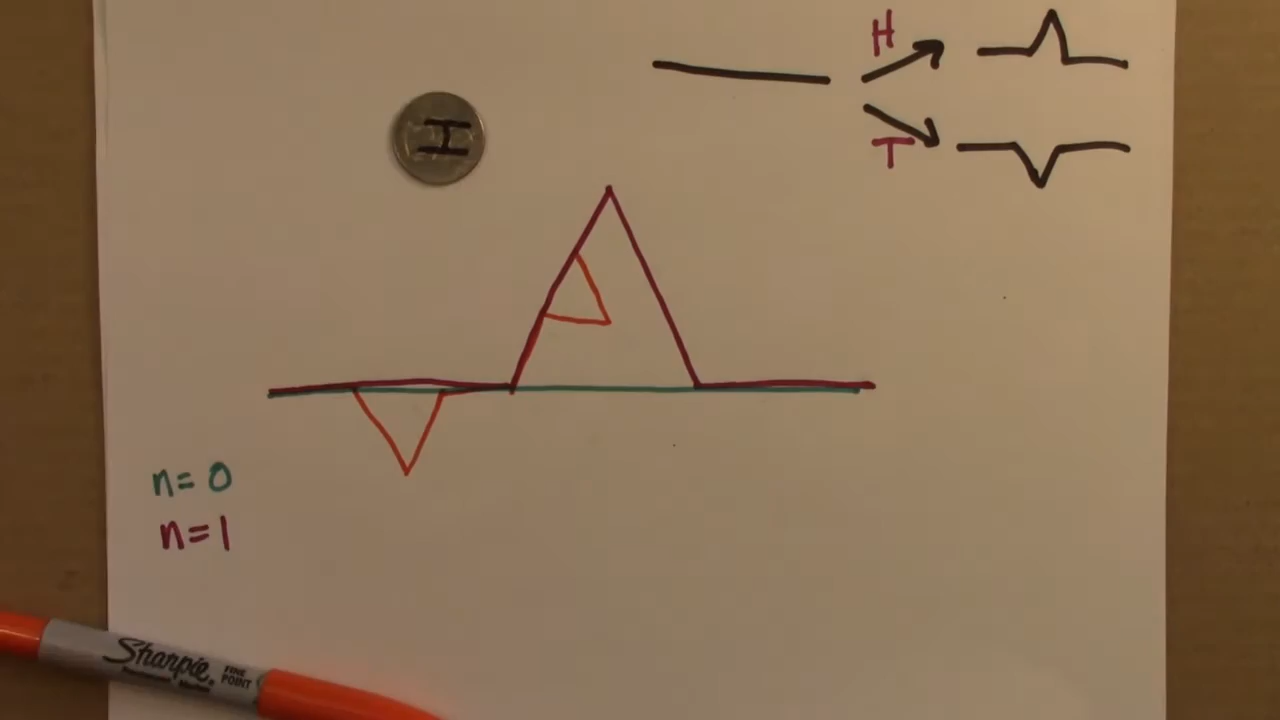 H
H
T
n=0
n=1
Sharpie
FINE
POINT